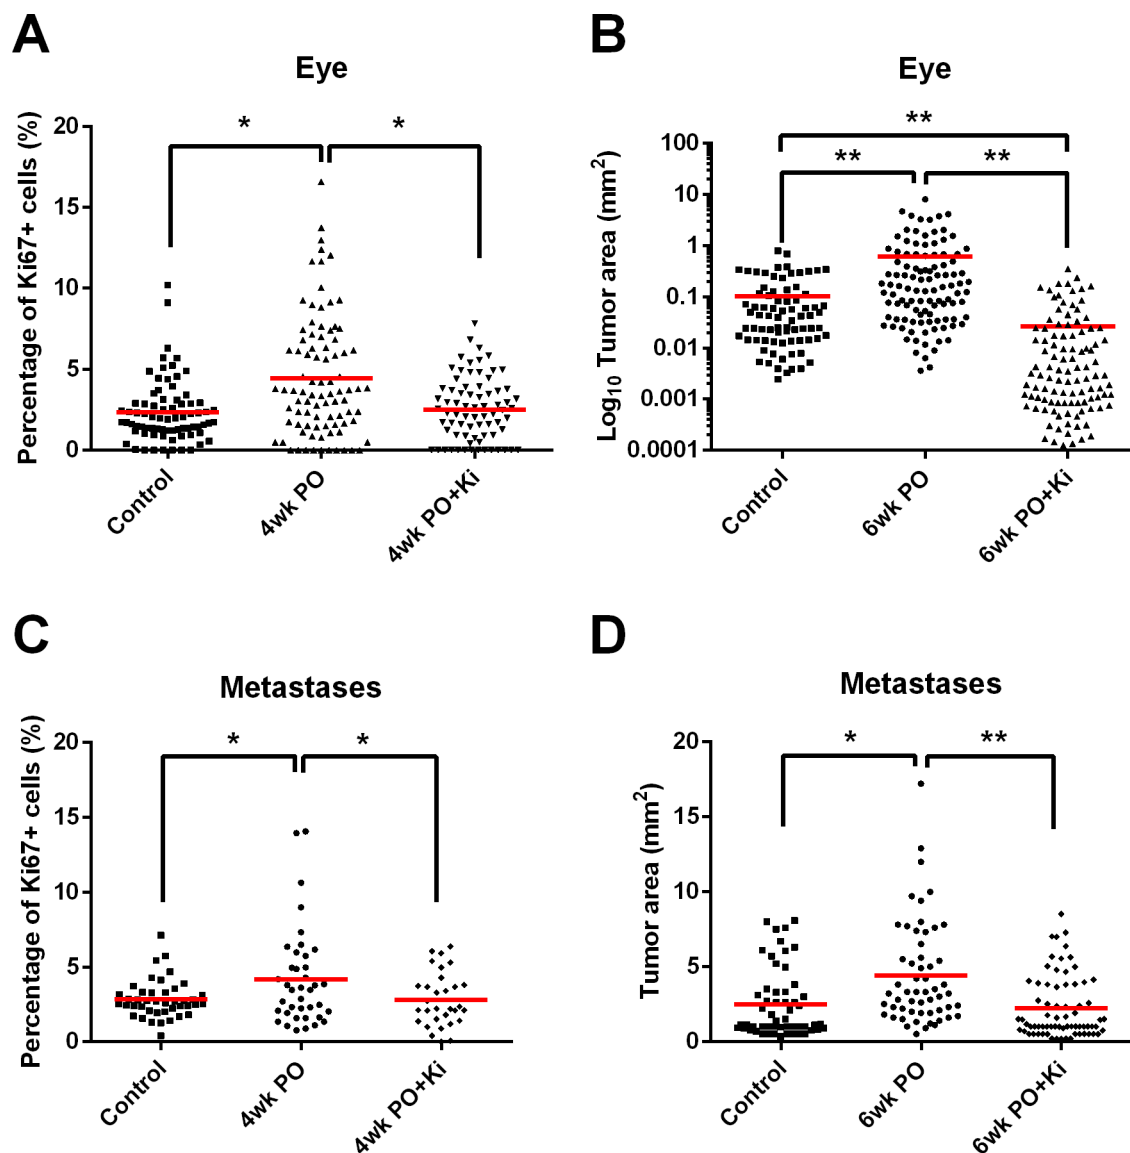 A
Eye
Percentage of Ki67+ cells (%)
20
15
10
5
0
*
*
Control
4wk PO
4wk PO+Ki
B
Eye
Log10 Tumor area (mm2)
100
10
1
0.1
0.01
0.001
0.0001
**
**
**
Control
6wk PO
6wk PO+Ki
C
Metastases
Percentage of Ki67+ cells (%)
20
15
10
5
0
*
*
Control
4wk PO
4wk PO+Ki
D
Metastases
Tumor area (mm2)
20
15
10
5
0
*
**
Control
6wk PO
6wk PO+Ki